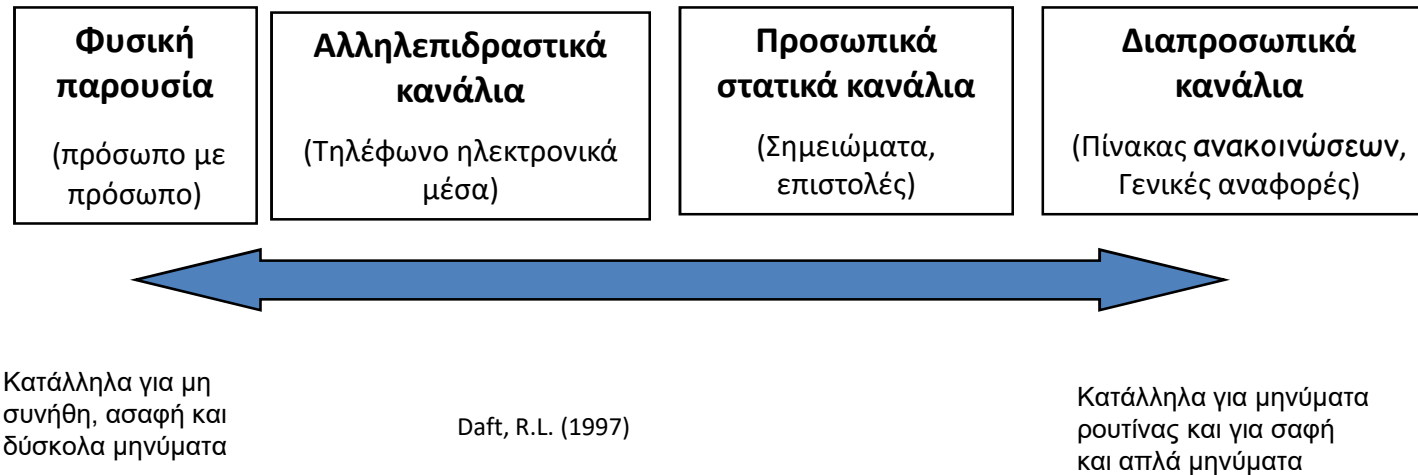 Φυσική
παρουσία
(πρόσωπο με
πρόσωπο)
Αλληλεπιδραστικά
κανάλια
(Τηλέφωνο ηλεκτρονικά
μέσα)
Προσωπικά
στατικά κανάλια
(Σημειώματα,
επιστολές)
Διαπροσωπικά
κανάλια
(Πίνακας ανακοινώσεων,
Γενικές αναφορές)
Κατάλληλα για μη
συνήθη, ασαφή και
δύσκολα μηνύματα
Daft, R.L. (1997)
Κατάλληλα για μηνύματα
ρουτίνας και για σαφή
και απλά μηνύματα